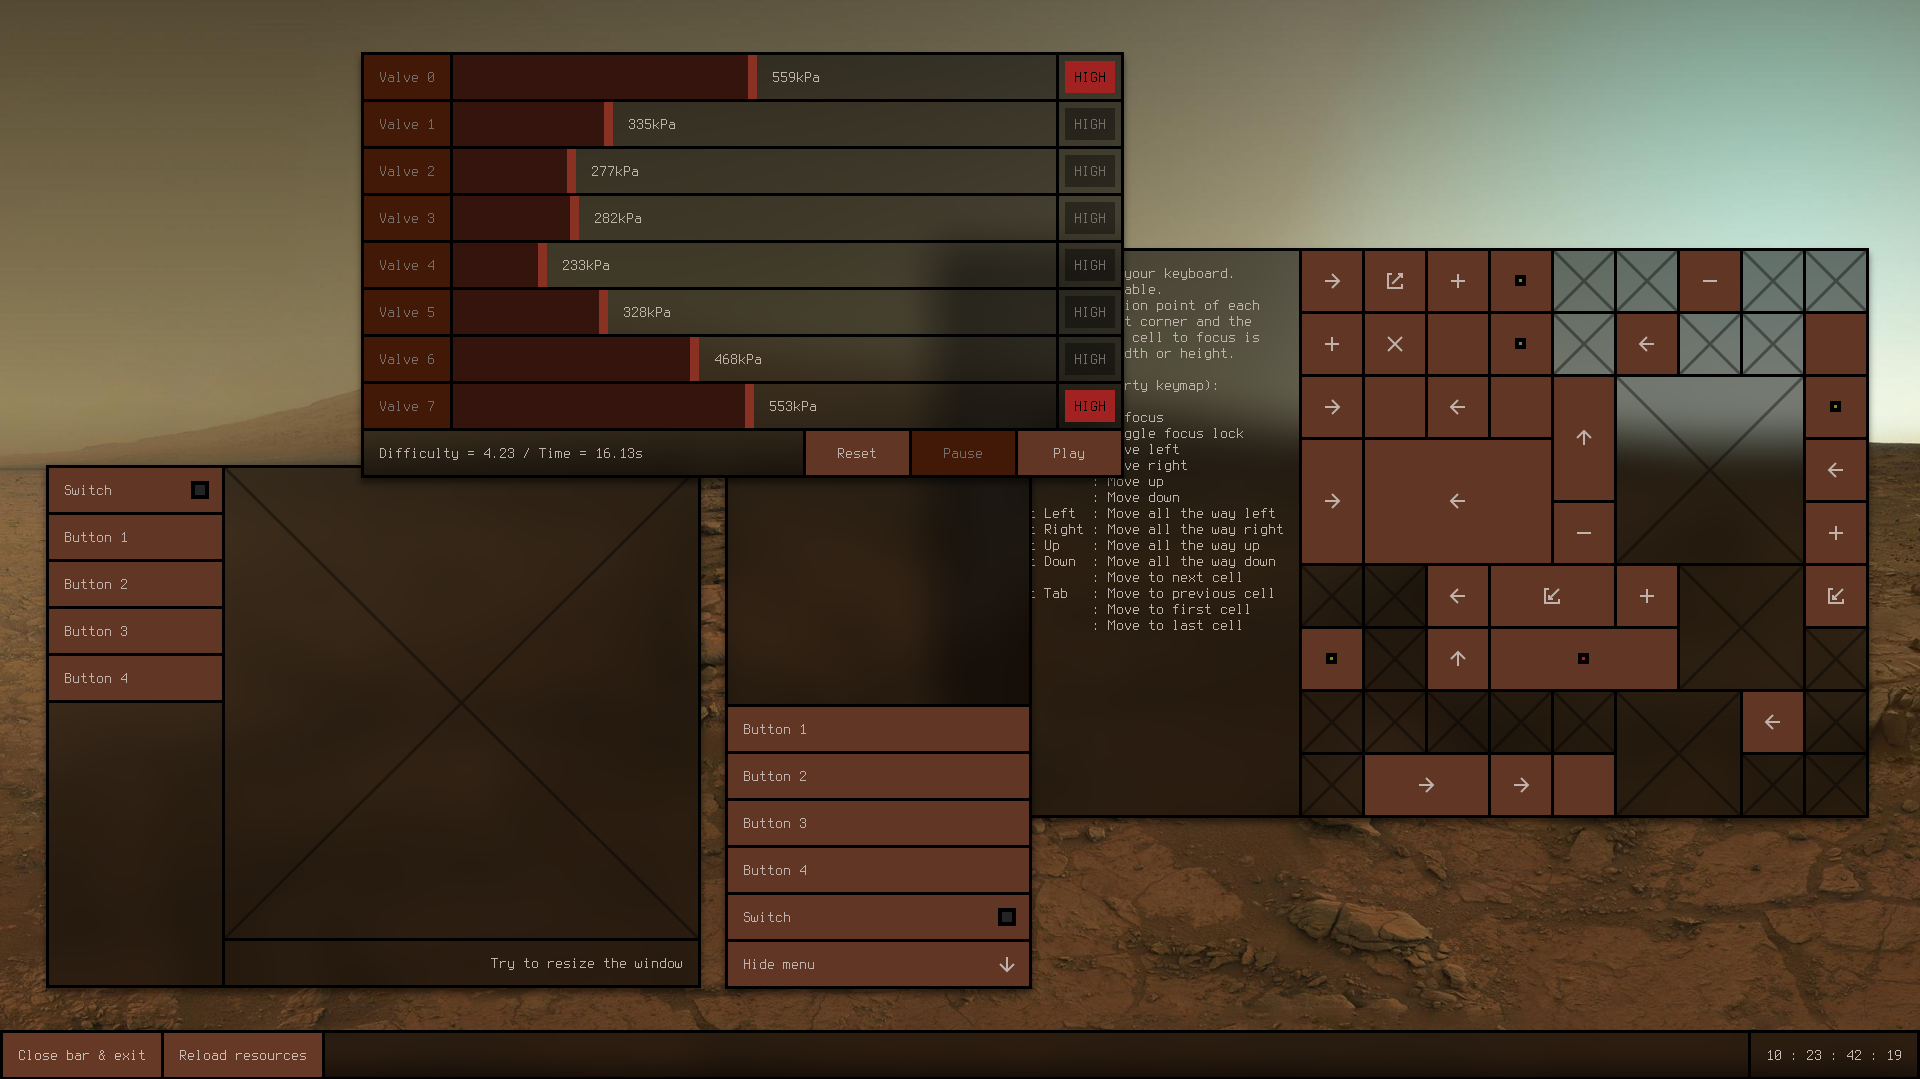 Valve 0 559kPa HIGH
Valve 1 335kPa HIGH
Valve 2 277kPa HIGH
Valve 3 282kPa HIGH
Valve 4 233kPa HIGH
Valve 5 328kPa HIGH
Valve 6 468kPa HIGH
Valve 7 553kPa HIGH
Difficulty = 4.23 / Time = 16.13s Reset Pause Play
your keyboard.
able.
ion point of each
t corner and the
cell to focus is
dth or height.
rty keymap):
focus
ggle focus lock
ve left
ve right
: Move up
: Move down
t Left : Move all the way left
t Right : Move all the way right
t Up : Move all the way up
t Down : Move all the way down
: Move to next cell
t Tab : Move to previous cell
: Move to first cell
: Move to last cell
Switch
Button 1
Button 2
Button 3
Button 4
Try to resize the window
Button 1
Button 2
Button 3
Button 4
Switch
Hide menu
Close bar & exit
Reload resources
10 : 23 : 42 : 19